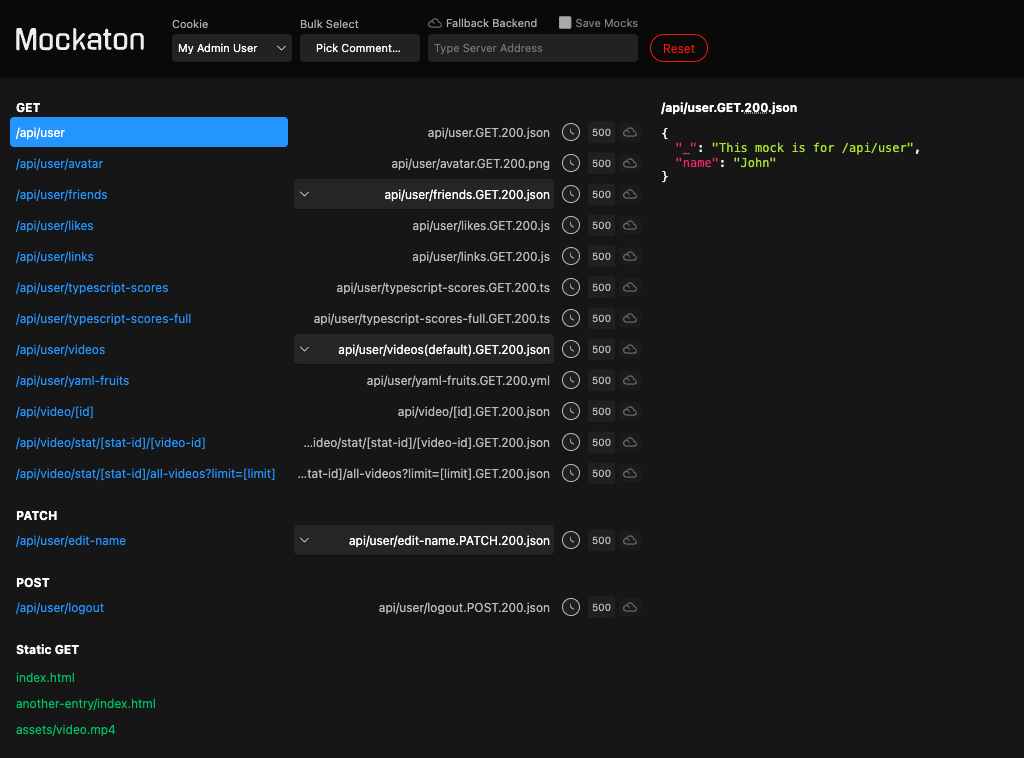 Mockaton
Cookie
My Admin User
Bulk Select
Pick Comment...
Fallback Backend
Save Mocks
Type Server Address
Reset
GET
/api/user api/user.GET.200.json 500
/api/user/avatar api/user/avatar.GET.200.png 500
/api/user/friends api/user/friends.GET.200.json 500
/api/user/likes api/user/likes.GET.200.js 500
/api/user/links api/user/links.GET.200.js 500
/api/user/typescript-scores api/user/typescript-scores.GET.200.ts 500
/api/user/typescript-scores-full api/user/typescript-scores-full.GET.200.ts 500
/api/user/videos api/user/videos(default).GET.200.json 500
/api/user/yaml-fruits api/user/yaml-fruits.GET.200.yml 500
/api/video/[id] api/video/[id].GET.200.json 500
/api/video/stat/[stat-id]/[video-id] ...ideo/stat/[stat-id]/[video-id].GET.200.json 500
/api/video/stat/[stat-id]/all-videos?limit=[limit] ...tat-id]/all-videos?limit=[limit].GET.200.json 500
PATCH
/api/user/edit-name api/user/edit-name.PATCH.200.json 500
POST
/api/user/logout api/user/logout.POST.200.json 500
Static GET
index.html
another-entry/index.html
assets/video.mp4
/api/user.GET.200.json
{
"_": "This mock is for /api/user",
"name": "John"
}